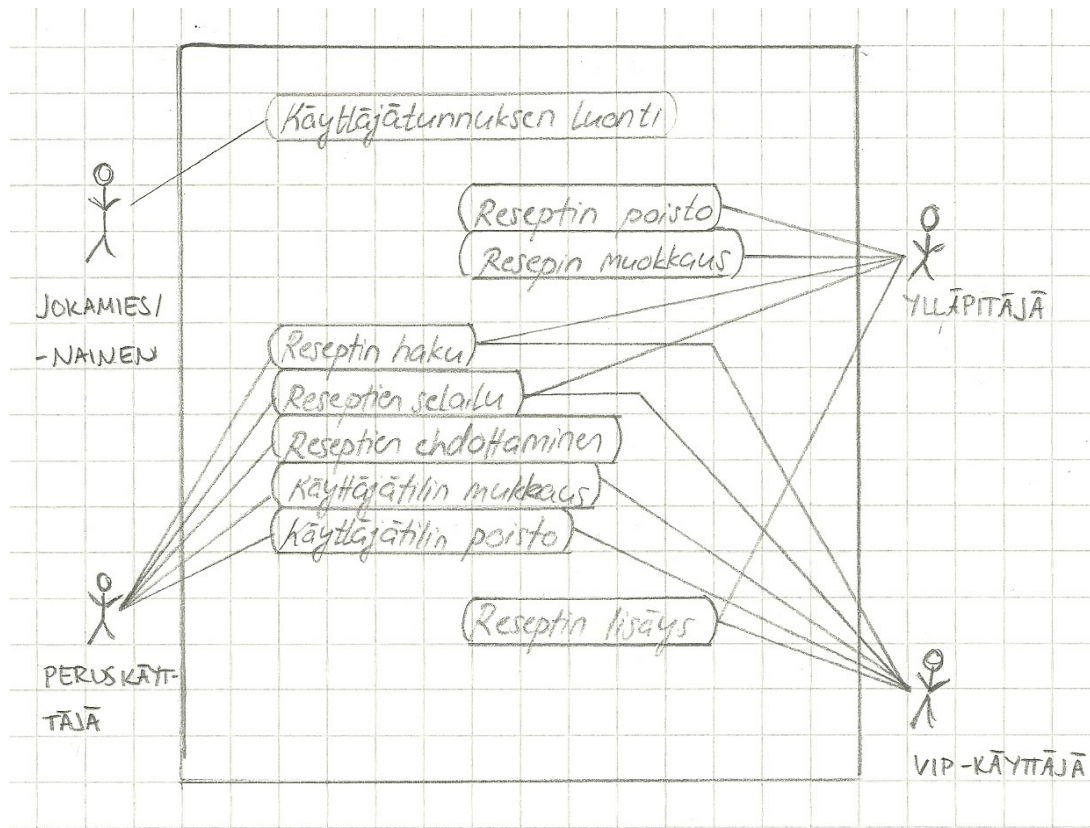 Käyttäjätunnuksen luonti
Reseptin poisto
Resepin muokkaus
YLLÄPITÄJÄ
JOKAMIES/
-NAINEN
Reseptin haku
Reseptien selailu
Reseptien ehdottaminen
Käyttäjätilin mukkaus
Käyttäjätilin poisto
Reseptin lisäys
PERUSKÄYT-
TÄJÄ
VIP-KÄYTTÄJÄ